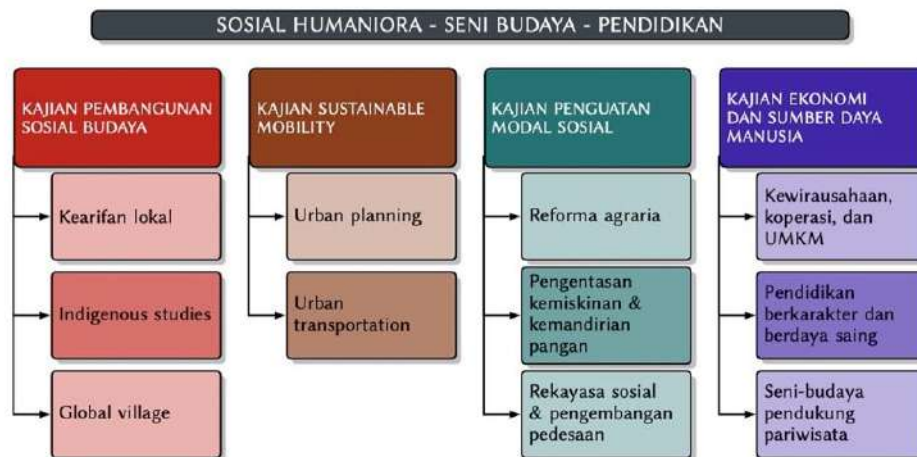 SOSIAL HUMANIORA - SENI BUDAYA - PENDIDIKAN
KAJIAN PEMBANGUNAN
SOSIAL BUDAYA
Kearifan lokal
Indigenous studies
Global village
KAJIAN SUSTAINABLE
MOBILITY
Urban planning
Urban
transportation
KAJIAN PENGUATAN
MODAL SOSIAL
Reforma agraria
Pengentasan
kemiskinan &
kemandirian
pangan
Rekayasa sosial
& pengembangan
pedesaan
KAJIAN EKONOMI
DAN SUMBER DAYA
MANUSIA
Kewirausahaan,
koperasi, dan
UMKM
Pendidikan
berkarakter dan
berdaya saing
Seni-budaya
pendukung
pariwisata